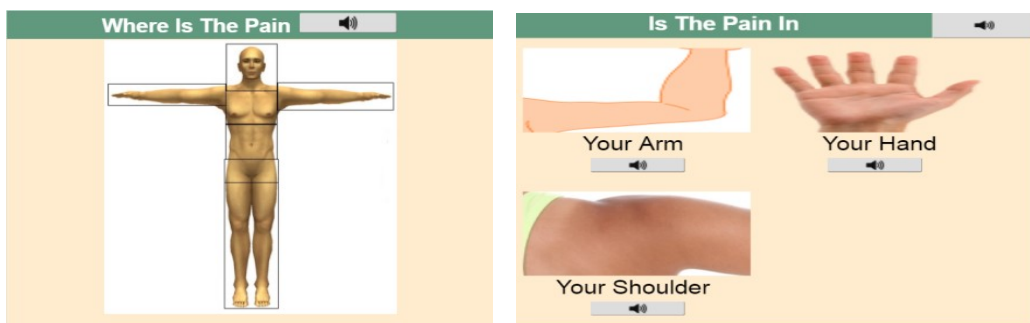 Where Is The Pain
Is The Pain In
Your Arm
Your Hand
Your Shoulder